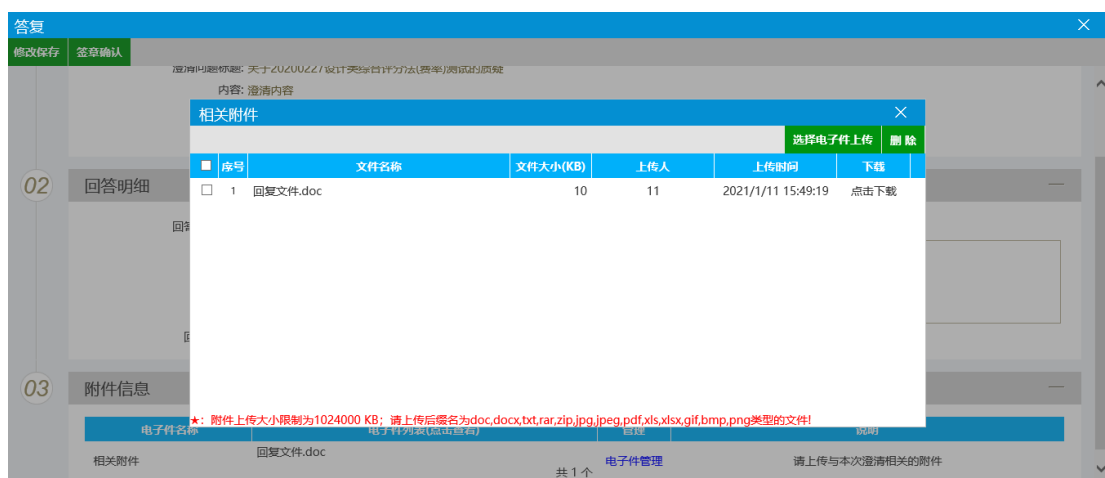 答复
修改保存 签章确认
澄清问题标题: 关于20200227设计类综合评分法(费率)测试的质疑
内容: 澄清内容
相关附件
选择电子件上传 删 除
序号 文件名称 文件大小(KB) 上传人 上传时间 下载
1 回复文件.doc 10 11 2021/1/11 15:49:19 点击下载
02 回答明细
03 附件信息
★：附件上传大小限制为1024000 KB；请上传后缀名为doc,docx,txt,rar,zip,jpg,jpeg,pdf,xls,xlsx,gif,bmp,png类型的文件!
电子件名称 电子件列表(点击查看) 管理 说明
相关附件 回复文件.doc 电子件管理 请上传与本次澄清相关的附件
共 1 个